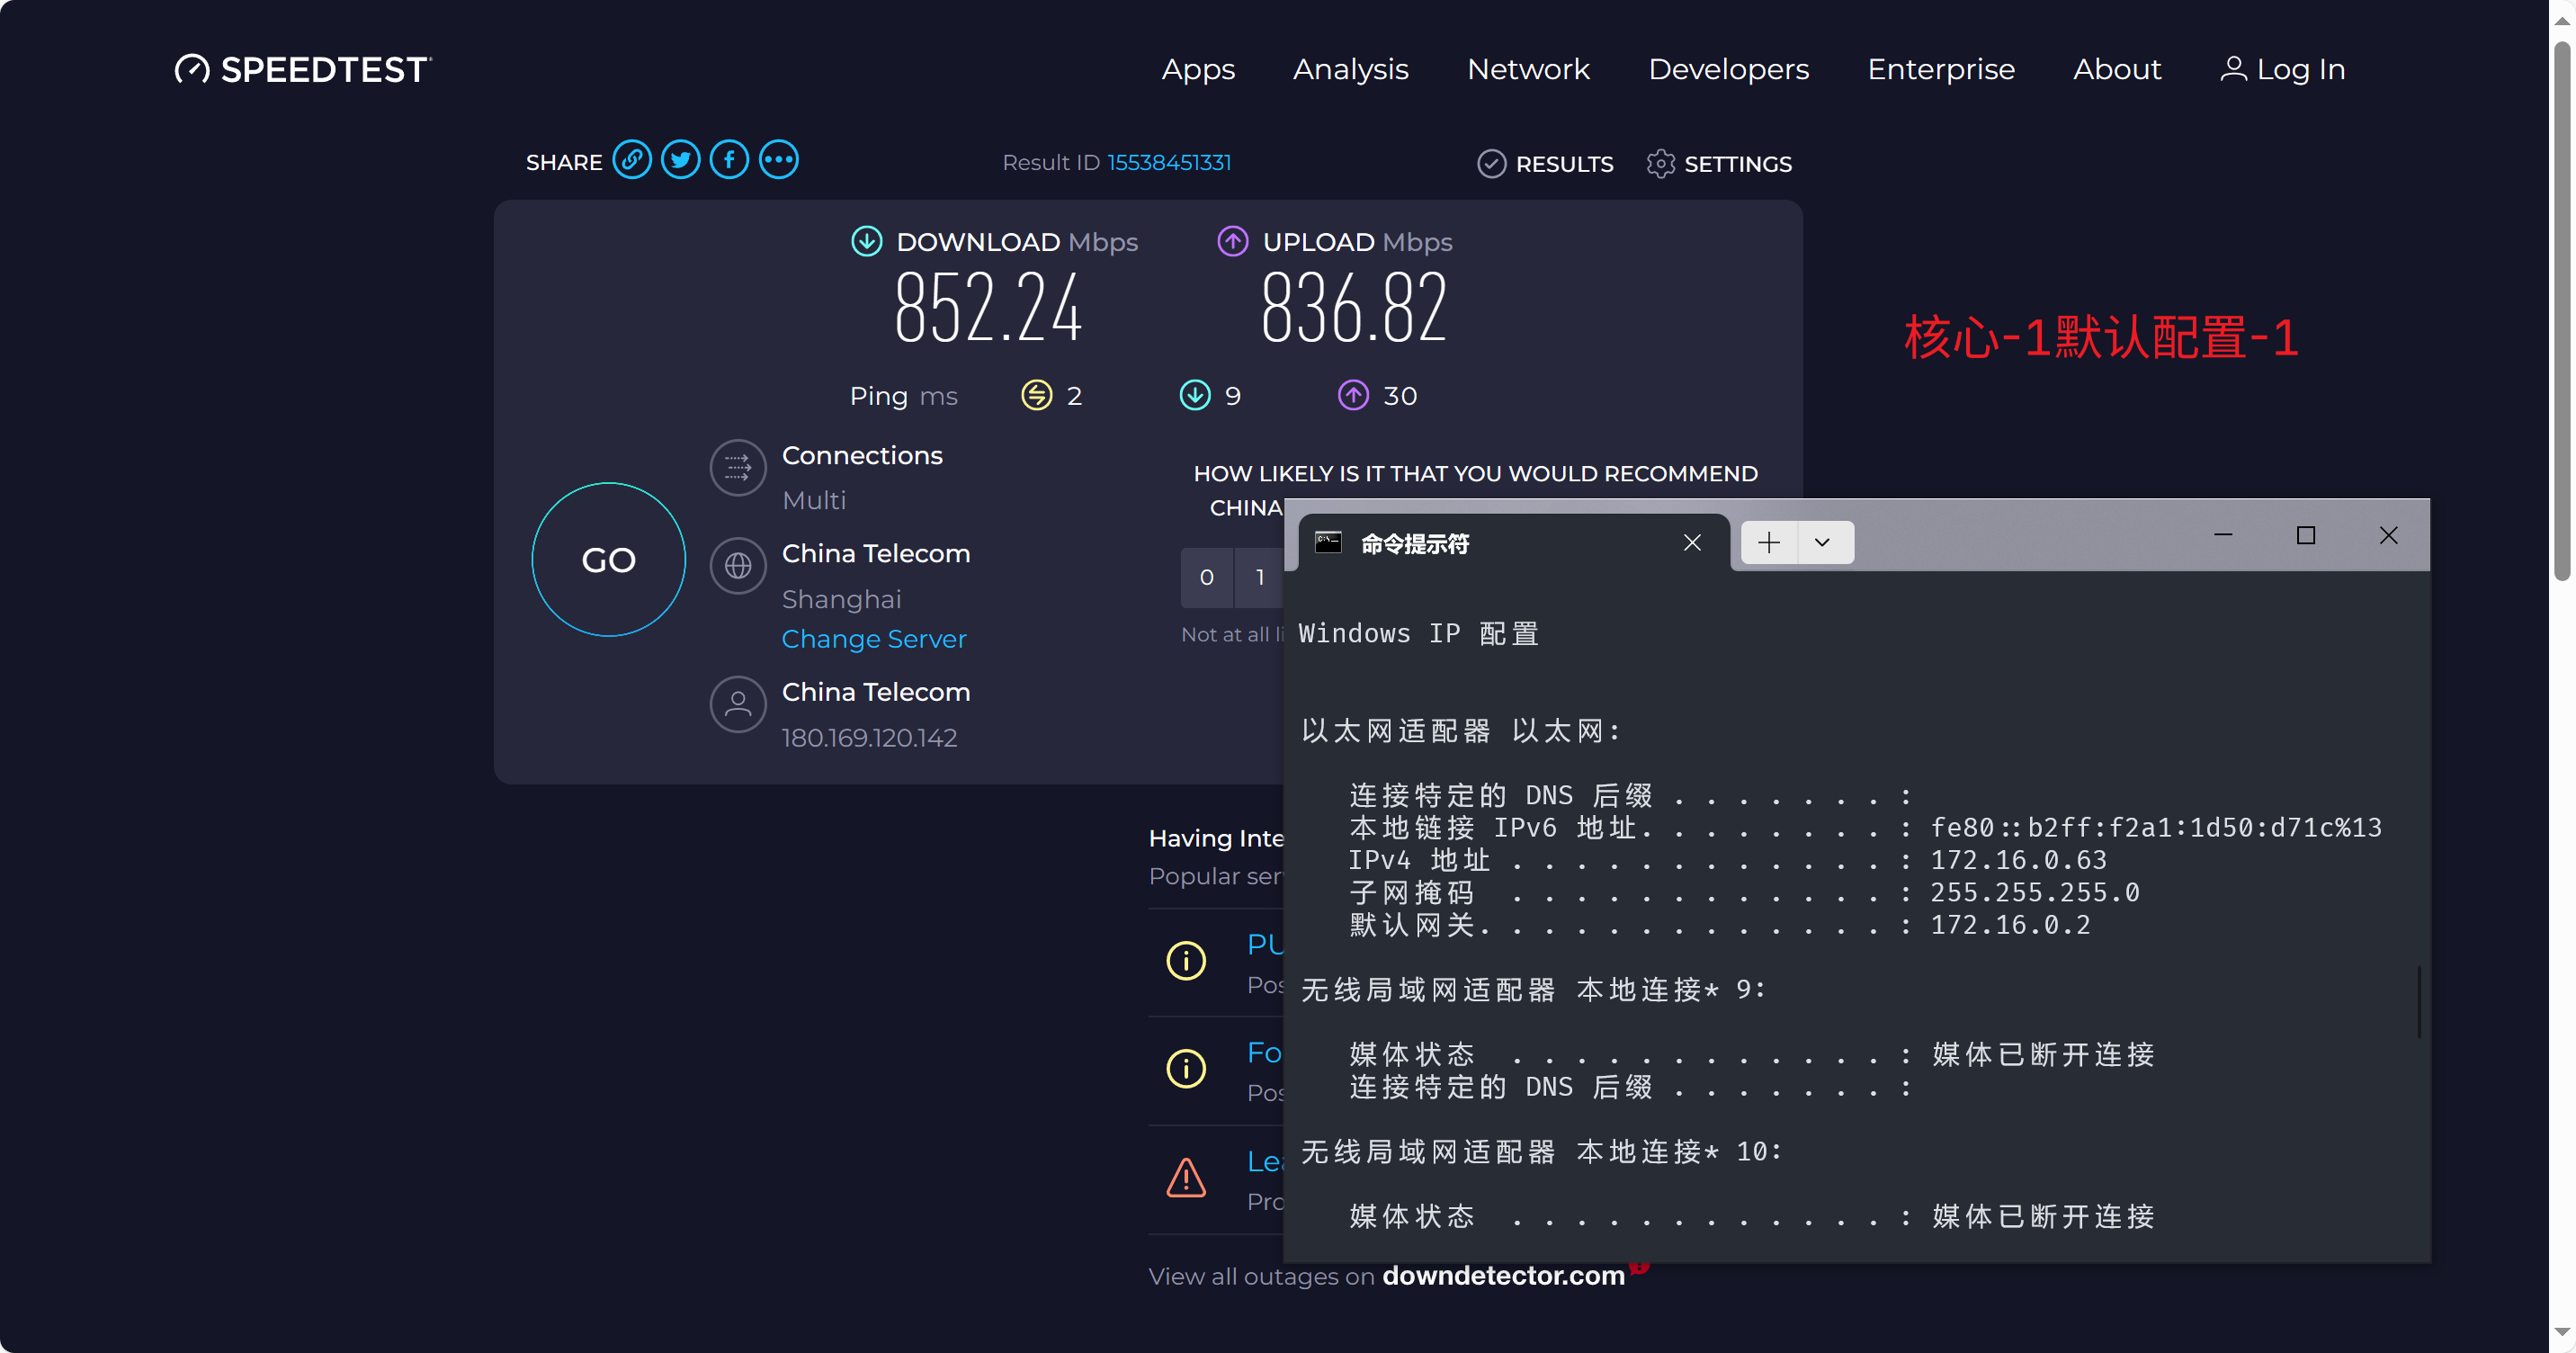 SPEEDTEST
Apps Analysis Network Developers Enterprise About Log In
SHARE
Result ID 15538451331
RESULTS SETTINGS
DOWNLOAD Mbps
852.24
UPLOAD Mbps
836.82
Ping ms 2 9 30
核心-1默认配置-1
GO
Connections
Multi
China Telecom
Shanghai
Change Server
China Telecom
180.169.120.142
HOW LIKELY IS IT THAT YOU WOULD RECOMMEND
CHINA
0 1
Not at all li
Having Inte
Popular ser
PU
Pos
Fo
Pos
Lea
Pro
View all outages on downdetector.com
命令提示符
Windows IP 配置
以太网适配器 以太网:
连接特定的 DNS 后缀 . . . . . . . :
本地链接 IPv6 地址. . . . . . . . : fe80::b2ff:f2a1:1d50:d71c%13
IPv4 地址 . . . . . . . . . . . . : 172.16.0.63
子网掩码 . . . . . . . . . . . . : 255.255.255.0
默认网关. . . . . . . . . . . . . : 172.16.0.2
无线局域网适配器 本地连接* 9:
媒体状态 . . . . . . . . . . . . : 媒体已断开连接
连接特定的 DNS 后缀 . . . . . . . :
无线局域网适配器 本地连接* 10:
媒体状态 . . . . . . . . . . . . : 媒体已断开连接